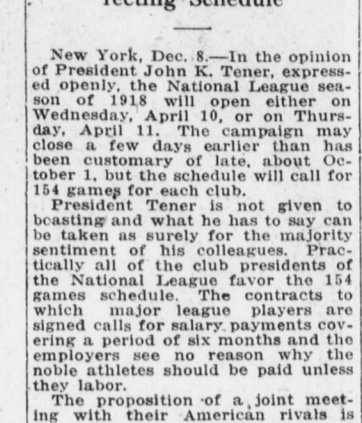 fecting Schedule
New York, Dec. 8.—In the opinion
of President John K. Tener, express-
ed openly, the National League sea-
son of 1918 will open either on
Wednesday, April 10, or on Thurs-
day, April 11. The campaign may
close a few days earlier than has
been customary of late, about Oc-
tober 1, but the schedule will call for
154 games for each club.
President Tener is not given to
boasting and what he has to say can
be taken as surely for the majority
sentiment of his colleagues. Prac-
tically all of the club presidents of
the National League favor the 154
games schedule. The contracts to
which major league players are
signed calls for salary payments cov-
ering a period of six months and the
employers see no reason why the
noble athletes should be paid unless
they labor.
The proposition of a joint meet-
ing with their American rivals is